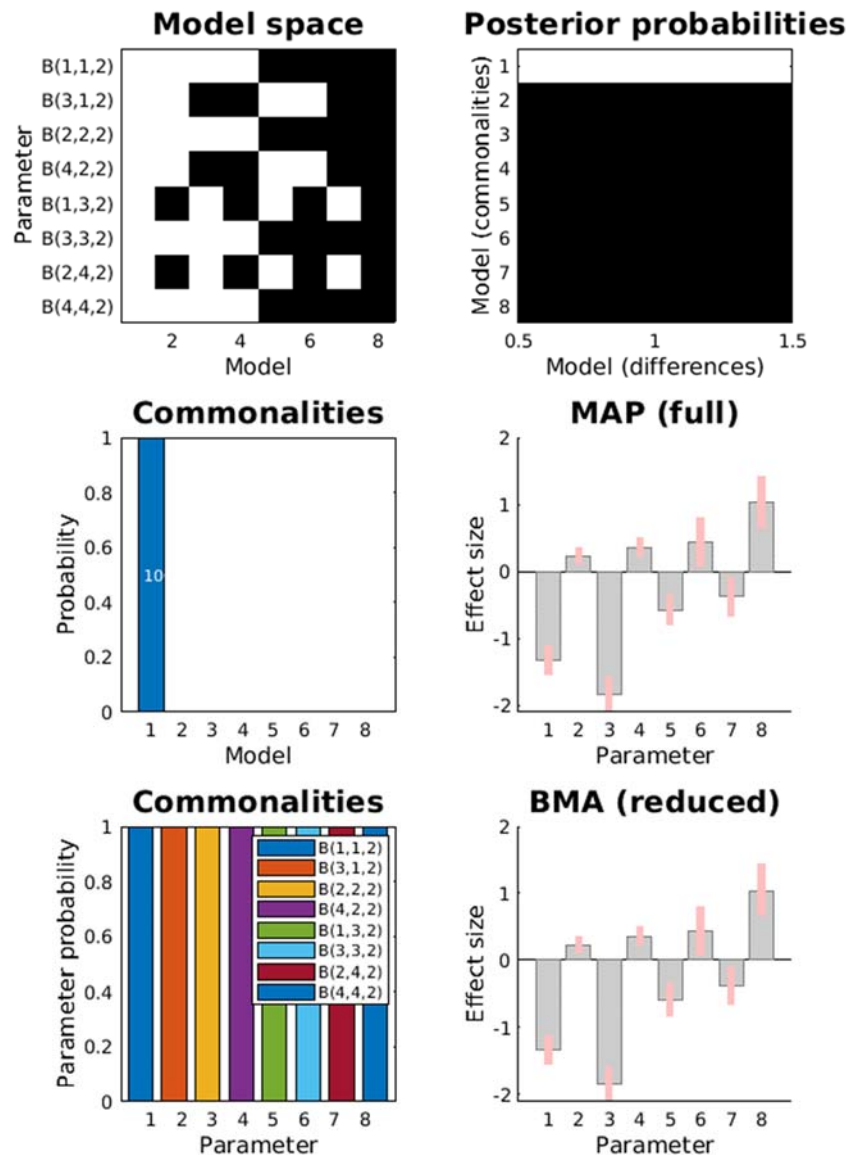 Model space
Parameter
B(1,1,2)
B(3,1,2)
B(2,2,2)
B(4,2,2)
B(1,3,2)
B(3,3,2)
B(2,4,2)
B(4,4,2)
2 4 6 8
Model
Posterior probabilities
Model (commonalities)
1
2
3
4
5
6
7
8
0.5 1 1.5
Model (differences)
Commonalities
Probability
1
0.8
0.6
0.4
0.2
0
10
1 2 3 4 5 6 7 8
Model
MAP (full)
Effect size
2
1
0
-1
-2
1 2 3 4 5 6 7 8
Parameter
Commonalities
Parameter probability
1
0.8
0.6
0.4
0.2
0
B(1,1,2)
B(3,1,2)
B(2,2,2)
B(4,2,2)
B(1,3,2)
B(3,3,2)
B(2,4,2)
B(4,4,2)
1 2 3 4 5 6 7 8
Parameter
BMA (reduced)
Effect size
2
1
0
-1
-2
1 2 3 4 5 6 7 8
Parameter